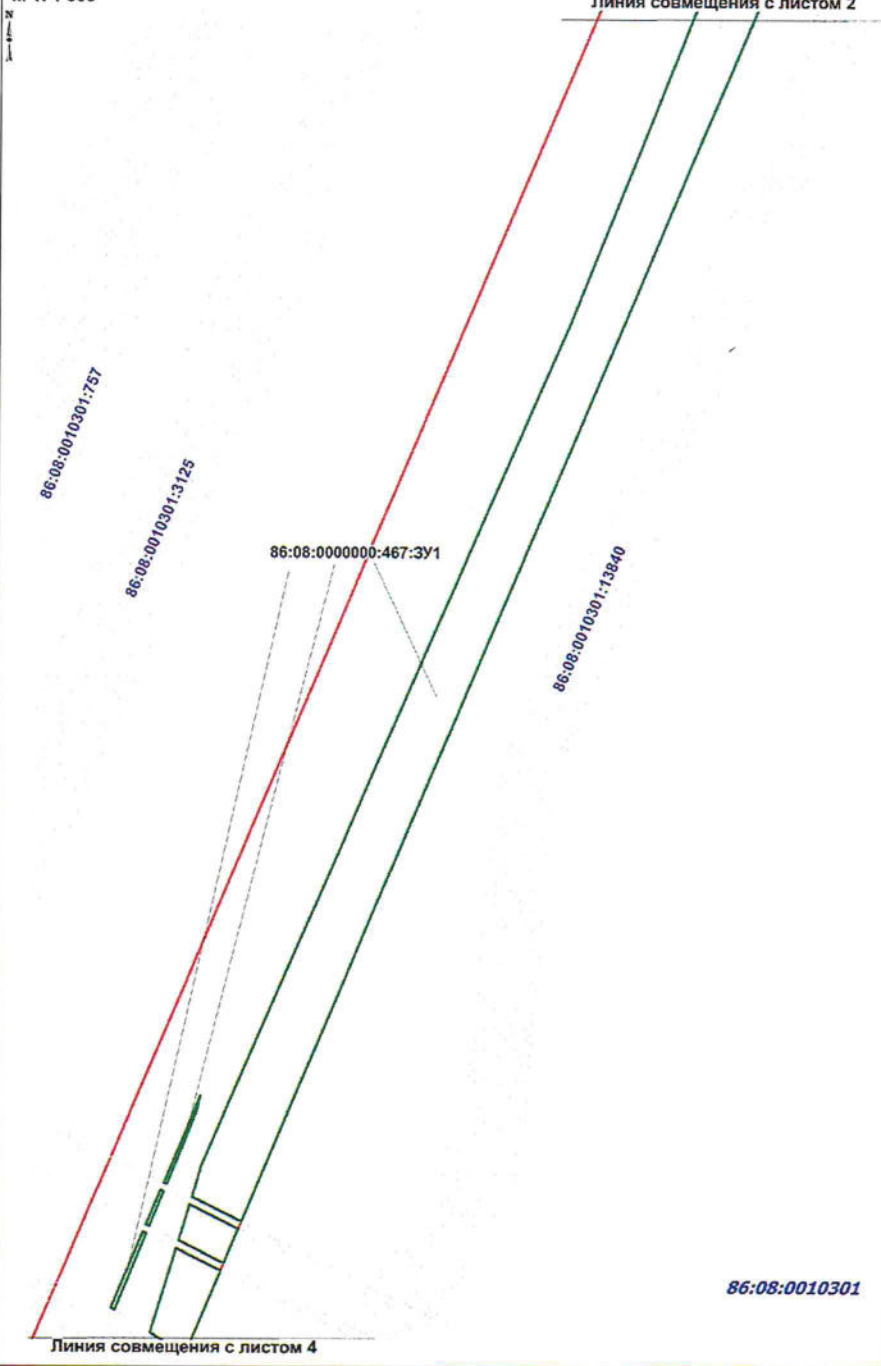 N
Линия совмещения с листом 2
86:08:0010301:757
86:08:0010301:3125
86:08:0000000:467:ЗУ1
86:08:0010301:13840
86:08:0010301
Линия совмещения с листом 4